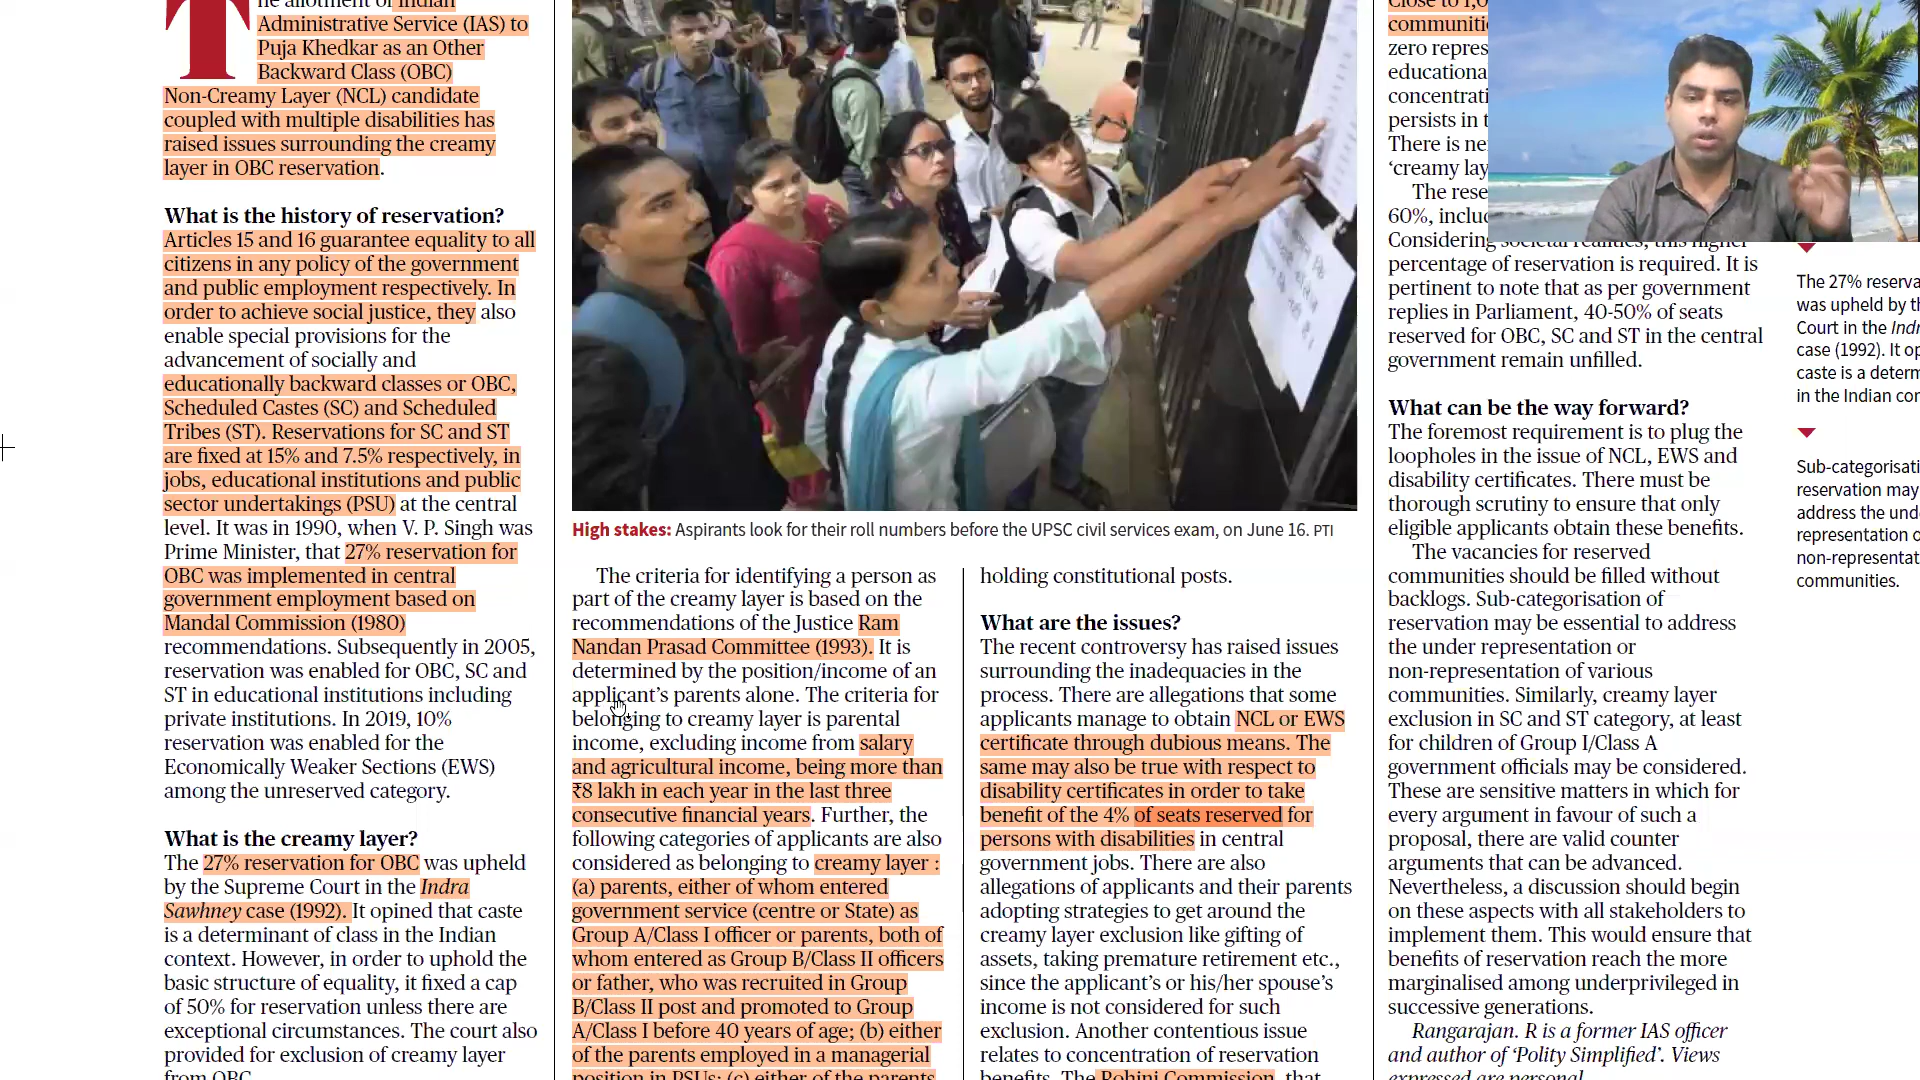 The allotment of Indian
Administrative Service (IAS) to
Puja Khedkar as an Other
Backward Class (OBC)
Non-Creamy Layer (NCL) candidate
coupled with multiple disabilities has
raised issues surrounding the creamy
layer in OBC reservation.
What is the history of reservation?
Articles 15 and 16 guarantee equality to all
citizens in any policy of the government
and public employment respectively. In
order to achieve social justice, they also
enable special provisions for the
advancement of socially and
educationally backward classes or OBC,
Scheduled Castes (SC) and Scheduled
Tribes (ST). Reservations for SC and ST
are fixed at 15% and 7.5% respectively, in
jobs, educational institutions and public
sector undertakings (PSU) at the central
level. It was in 1990, when V. P. Singh was
Prime Minister, that 27% reservation for
OBC was implemented in central
government employment based on
Mandal Commission (1980)
recommendations. Subsequently in 2005,
reservation was enabled for OBC, SC and
ST in educational institutions including
private institutions. In 2019, 10%
reservation was enabled for the
Economically Weaker Sections (EWS)
among the unreserved category.
What is the creamy layer?
The 27% reservation for OBC was upheld
by the Supreme Court in the Indra
Sawhney case (1992). It opined that caste
is a determinant of class in the Indian
context. However, in order to uphold the
basic structure of equality, it fixed a cap
of 50% for reservation unless there are
exceptional circumstances. The court also
provided for exclusion of creamy layer
from OBC.
High stakes: Aspirants look for their roll numbers before the UPSC civil services exam, on June 16. PTI
The criteria for identifying a person as
part of the creamy layer is based on the
recommendations of the Justice Ram
Nandan Prasad Committee (1993). It is
determined by the position/income of an
applicant's parents alone. The criteria for
belonging to creamy layer is parental
income, excluding income from salary
and agricultural income, being more than
₹8 lakh in each year in the last three
consecutive financial years. Further, the
following categories of applicants are also
considered as belonging to creamy layer :
(a) parents, either of whom entered
government service (centre or State) as
Group A/Class I officer or parents, both of
whom entered as Group B/Class II officers
or father, who was recruited in Group
B/Class II post and promoted to Group
A/Class I before 40 years of age; (b) either
of the parents employed in a managerial
position in PSUs; (c) either of the parents
holding constitutional posts.
What are the issues?
The recent controversy has raised issues
surrounding the inadequacies in the
process. There are allegations that some
applicants manage to obtain NCL or EWS
certificate through dubious means. The
same may also be true with respect to
disability certificates in order to take
benefit of the 4% of seats reserved for
persons with disabilities in central
government jobs. There are also
allegations of applicants and their parents
adopting strategies to get around the
creamy layer exclusion like gifting of
assets, taking premature retirement etc.,
since the applicant's or his/her spouse's
income is not considered for such
exclusion. Another contentious issue
relates to concentration of reservation
benefits. The Rohini Commission, that
Close to 1,0
communiti
zero repres
educationa
concentrati
persists in t
There is ne
'creamy lay
The rese
60%, includ
Considering societal realities, this higher
percentage of reservation is required. It is
pertinent to note that as per government
replies in Parliament, 40-50% of seats
reserved for OBC, SC and ST in the central
government remain unfilled.
What can be the way forward?
The foremost requirement is to plug the
loopholes in the issue of NCL, EWS and
disability certificates. There must be
thorough scrutiny to ensure that only
eligible applicants obtain these benefits.
The vacancies for reserved
communities should be filled without
backlogs. Sub-categorisation of
reservation may be essential to address
the under representation or
non-representation of various
communities. Similarly, creamy layer
exclusion in SC and ST category, at least
for children of Group I/Class A
government officials may be considered.
These are sensitive matters in which for
every argument in favour of such a
proposal, there are valid counter
arguments that can be advanced.
Nevertheless, a discussion should begin
on these aspects with all stakeholders to
implement them. This would ensure that
benefits of reservation reach the more
marginalised among underprivileged in
successive generations.
Rangarajan. R is a former IAS officer
and author of 'Polity Simplified'. Views
expressed are personal.
The 27% reserva
was upheld by th
Court in the Indr
case (1992). It op
caste is a determ
in the Indian con
Sub-categorisati
reservation may
address the unde
representation o
non-representat
communities.